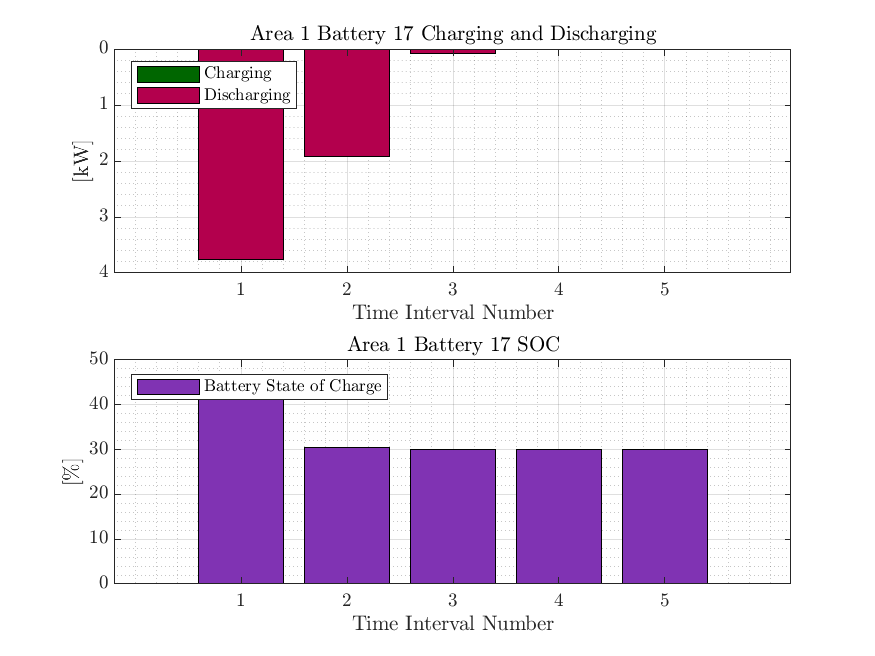 Area 1 Battery 17 Charging and Discharging
0
Charging
1
Discharging
[kW]
2
3
4
1 2 3 4 5
Time Interval Number
Area 1 Battery 17 SOC
50
Battery State of Charge
40
30
[%]
20
10
0
1 2 3 4 5
Time Interval Number